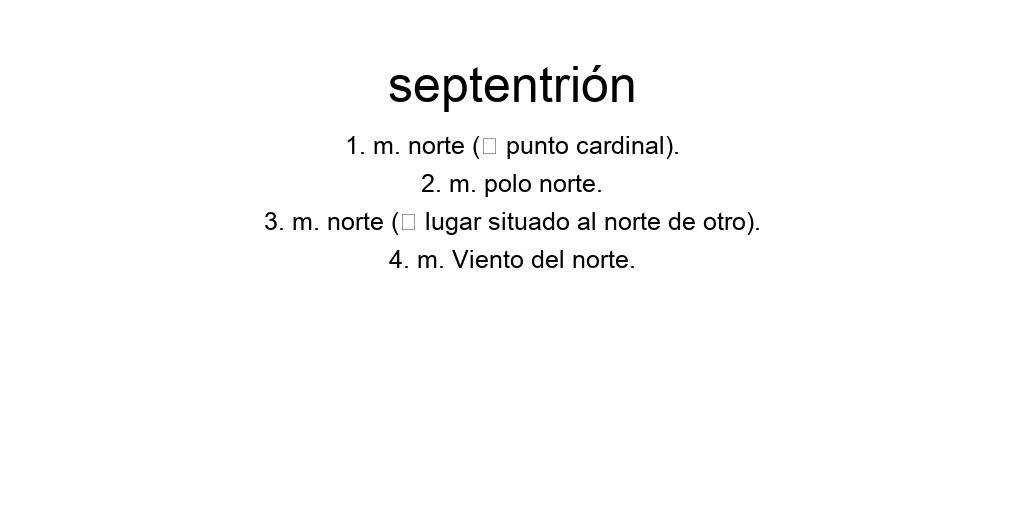 septentrión
1. m. norte (□ punto cardinal).
2. m. polo norte.
3. m. norte (□ lugar situado al norte de otro).
4. m. Viento del norte.